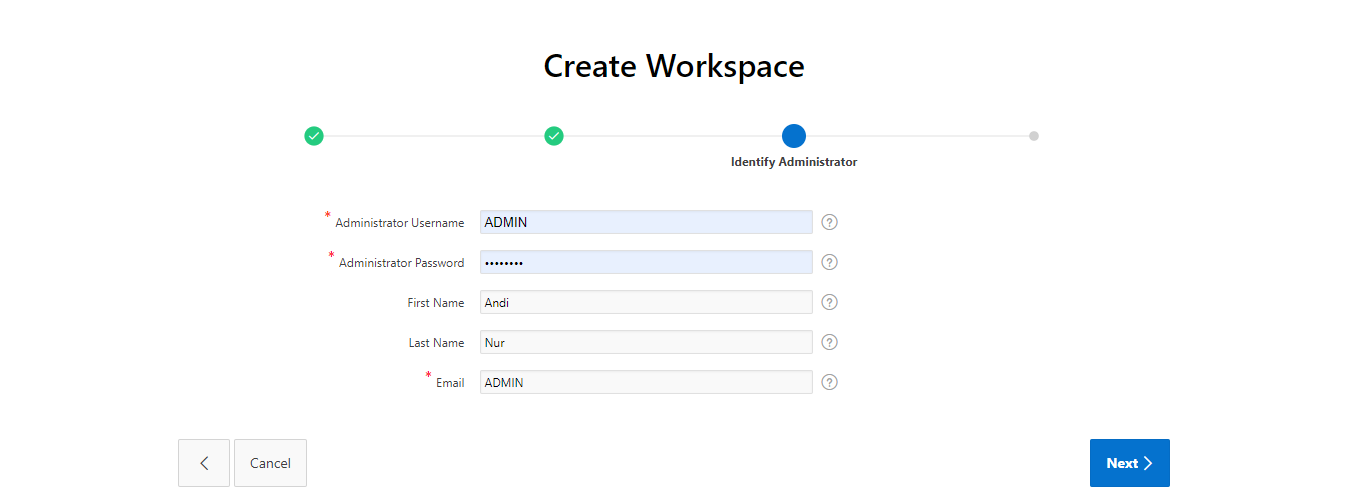 Create Workspace
Identify Administrator
* Administrator Username ADMIN ?
* Administrator Password •••••••• ?
First Name Andi ?
Last Name Nur ?
* Email ADMIN ?
Cancel
Next